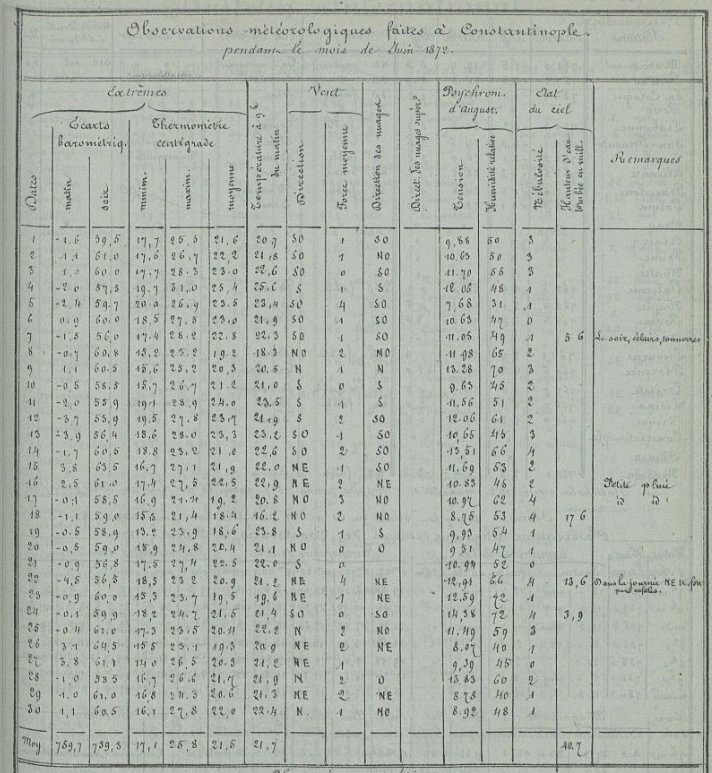 Observations météorologiques faites à Constantinople.
pendant le mois de Juin 1872.
Extrêmes Vent Psychrom. d'August. Etat du ciel
Ecarts barométriq. Thermomètre centigrade
Dates matin soir minim. maxim. moyenne Température à 9 h. du matin Direction Force moyenne Direction des nuages Direct. des nuages supérs Tension Humidité relative Nébulosité Hauteur d'eau tombée en mill. Remarques
1 -1,6 59,5 17,7 25,5 21,6 20,7 SO 1 SO 9,88 50 3
2 1,1 61,0 17,6 26,7 22,2 21,8 SO 1 NO 10.63 50 3
3 60.0 17.7 28.3 23.0 22,6 SO 0 SO 11.70 55 3
4 -2.0 57,5 19.7 31.0 25,4 25.6 S 1 S 12.06 48 1
5 -2,4 59.7 20.0 26,9 23.5 23,4 SO 4 SO 7,68 31 1
6 0,9 60.0 18,5 27,5 23.0 21,9 SO 1 SO 10.63 47 0
7 -1,5 56,0 17.4 28.2 22.8 22.3 SO 1 SO 11.05 49 1 5 6 Le soir, éclairs, tonnerres
8 -0,7 60,8 15,2 23.2 19.2 18.3 NO 2 NO 11.98 65 2
9 1.1 60.5 15,6 25,2 20,3 20.5 N 1 N 13.28 70 3
10 -0,5 58,5 15,7 26,7 21.2 21,0 S 0 S 9.63 45 2
11 -2,0 55,9 19,1 28,9 24.0 23.5 S 1 S 11,56 51 2
12 -3,7 53,9 19,5 27,8 23,7 21,9 S 2 SO 12.06 61 2
13 -3,9 56,4 18,6 28.0 23,3 23,2 SO 1 SO 10,65 45 3
14 -1,7 60,5 18,8 23,2 21,0 22,6 SO 2 SO 13,51 66 4
15 3,8 63,5 16,7 27,1 21,9 22,0 NE 1 SO 11,69 53 2
16 2,5 61,0 17,4 27,5 22,5 22,9 NE 2 NE 10.83 45 2 Petite pluie
17 -0,1 58,5 16,9 21.4 19,2 20.8 NO 3 NO 10.97 62 4 id id
18 -1,1 59,0 15,3 21,4 18.4 16.2 NO 2 NO 8,75 53 4 17 6
19 -0.5 58,9 13.2 23,9 18,6 23.8 S 1 S 9,93 54 1
20 -0,5 59,0 15,9 24,8 20,4 21.1 NO 0 O 9,31 47 1
21 -0,9 56,8 17,5 27,4 22.5 22.0 S 0 10.94 52 0
22 -4,5 56,5 18,5 23,2 20,9 21,2 NE 4 NE 12,91 66 4 13,6 Dans la journée NE tr. fort
23 -0,9 60,0 15,3 23,7 19,5 19,6 NE 1 NE 12,59 72 1
24 -0,1 59,9 18,2 24,7 21,5 21,4 SO 0 SO 14,38 72 4 3,9
25 -0,4 61,0 17.3 23,5 20.4 22.2 N 2 NO 11,49 59 3
26 3,1 64,5 15,5 23.1 19.3 20,9 NE 2 NE 8,07 40 1
27 3,8 61.8 14.0 26,5 20.3 21,2 NE 1 9,39 45 0
28 -1,0 16,7 26.6 21,7 21,9 N 2 O 13,83 60 2
29 -1.0 61,0 16,8 24,3 20.6 21,3 NE 2 NE 8,78 40 1
30 1,1 60,5 16,1 27,8 22,0 22.4 N. 1 NO 8.92 48 1
Moy 759,7 759,3 17,1 25,8 21,5 21,7 40.7